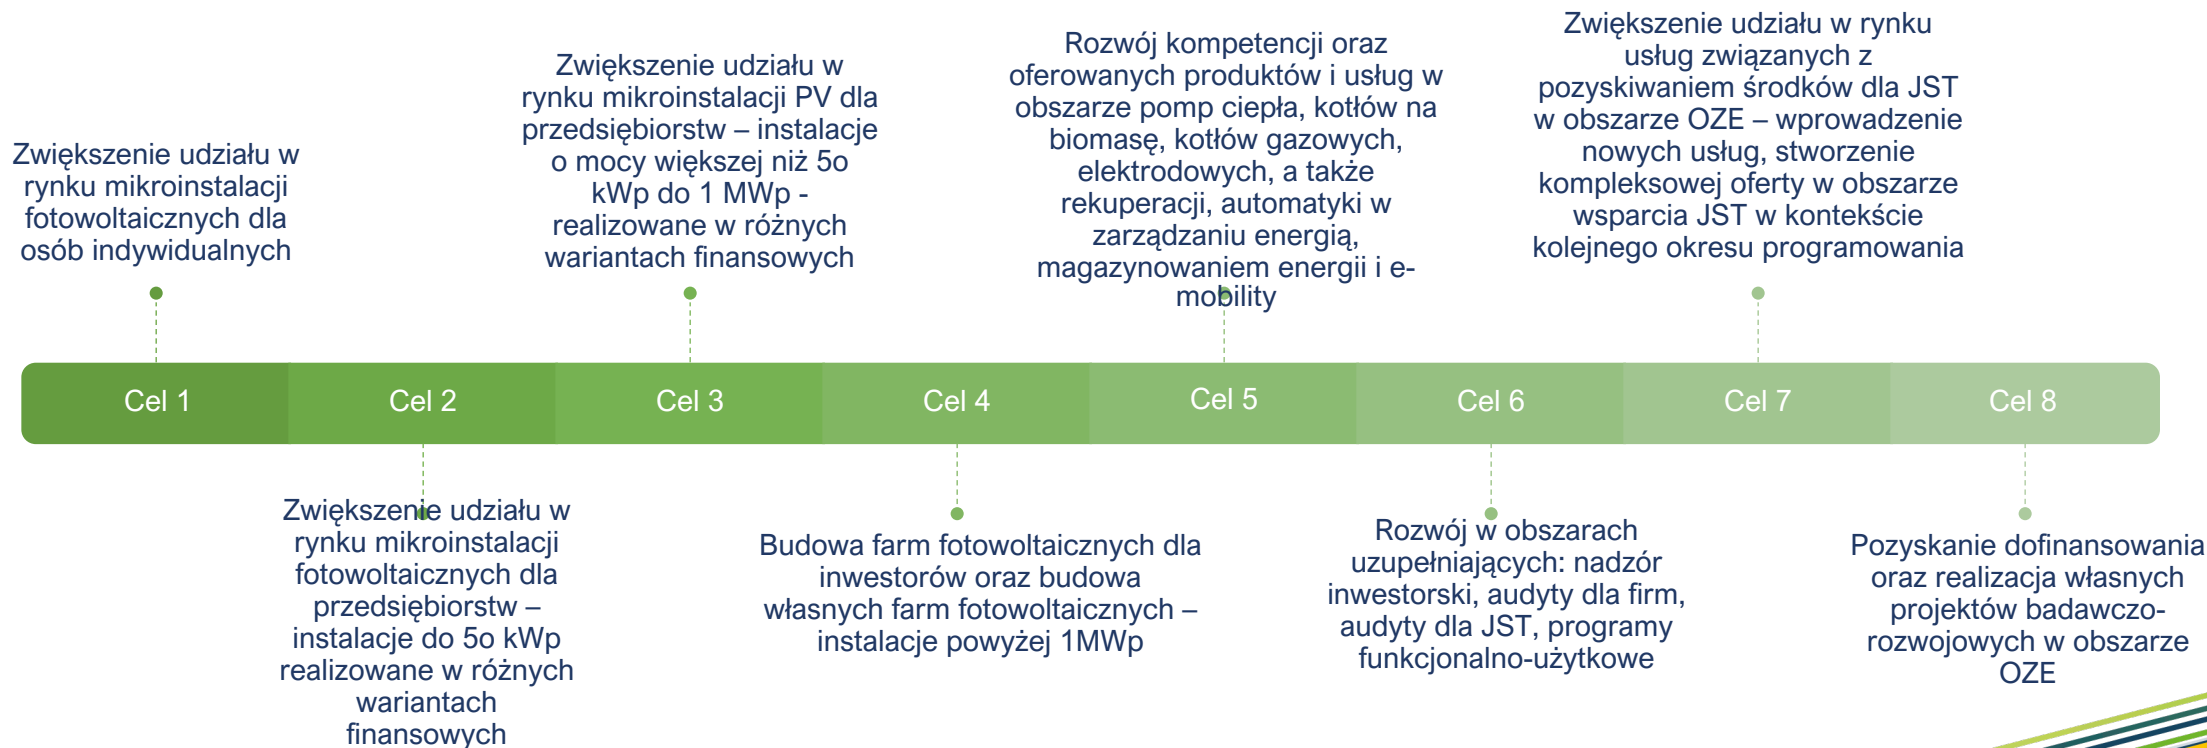 Zwiększenie udziału w
rynku mikroinstalacji
fotowoltaicznych dla
osób indywidualnych
Zwiększenie udziału w
rynku mikroinstalacji PV dla
przedsiębiorstw – instalacje
o mocy większej niż 5o
kWp do 1 MWp -
realizowane w różnych
wariantach finansowych
Rozwój kompetencji oraz
oferowanych produktów i usług w
obszarze pomp ciepła, kotłów na
biomasę, kotłów gazowych,
elektrodowych, a także
rekuperacji, automatyki w
zarządzaniu energią,
magazynowaniem energii i e-
mobility
Zwiększenie udziału w rynku
usług związanych z
pozyskiwaniem środków dla JST
w obszarze OZE – wprowadzenie
nowych usług, stworzenie
kompleksowej oferty w obszarze
wsparcia JST w kontekście
kolejnego okresu programowania
Cel 1
Cel 2
Cel 3
Cel 4
Cel 5
Cel 6
Cel 7
Cel 8
Zwiększenie udziału w
rynku mikroinstalacji
fotowoltaicznych dla
przedsiębiorstw –
instalacje do 5o kWp
realizowane w różnych
wariantach
finansowych
Budowa farm fotowoltaicznych dla
inwestorów oraz budowa
własnych farm fotowoltaicznych –
instalacje powyżej 1MWp
Rozwój w obszarach
uzupełniających: nadzór
inwestorski, audyty dla firm,
audyty dla JST, programy
funkcjonalno-użytkowe
Pozyskanie dofinansowania
oraz realizacja własnych
projektów badawczo-
rozwojowych w obszarze
OZE